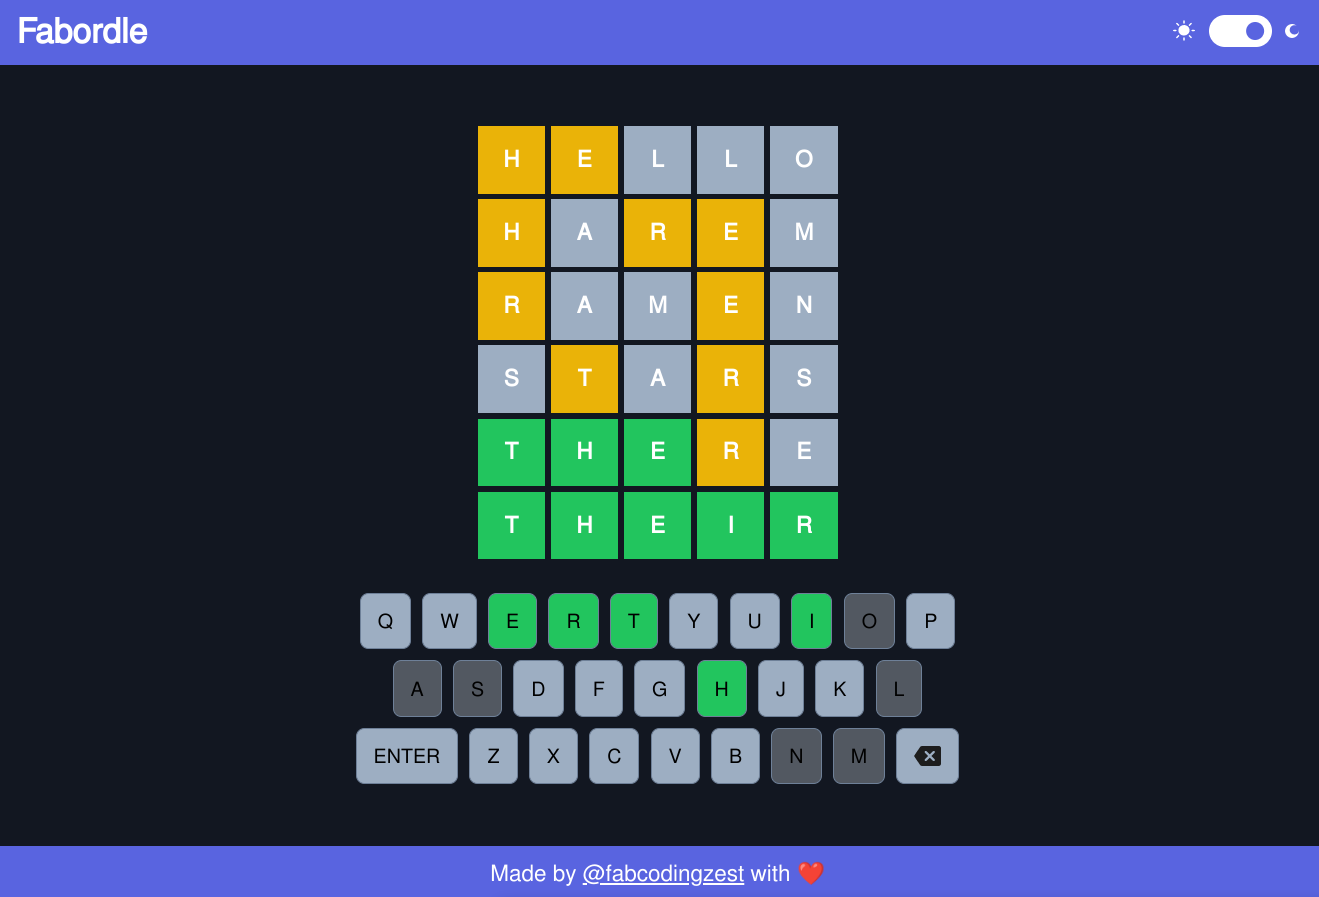 Fabordle
H E L L O
H A R E M
R A M E N
S T A R S
T H E R E
T H E I R
Q W E R T Y U I O P
A S D F G H J K L
ENTER Z X C V B N M
Made by @fabcodingzest with ❤️